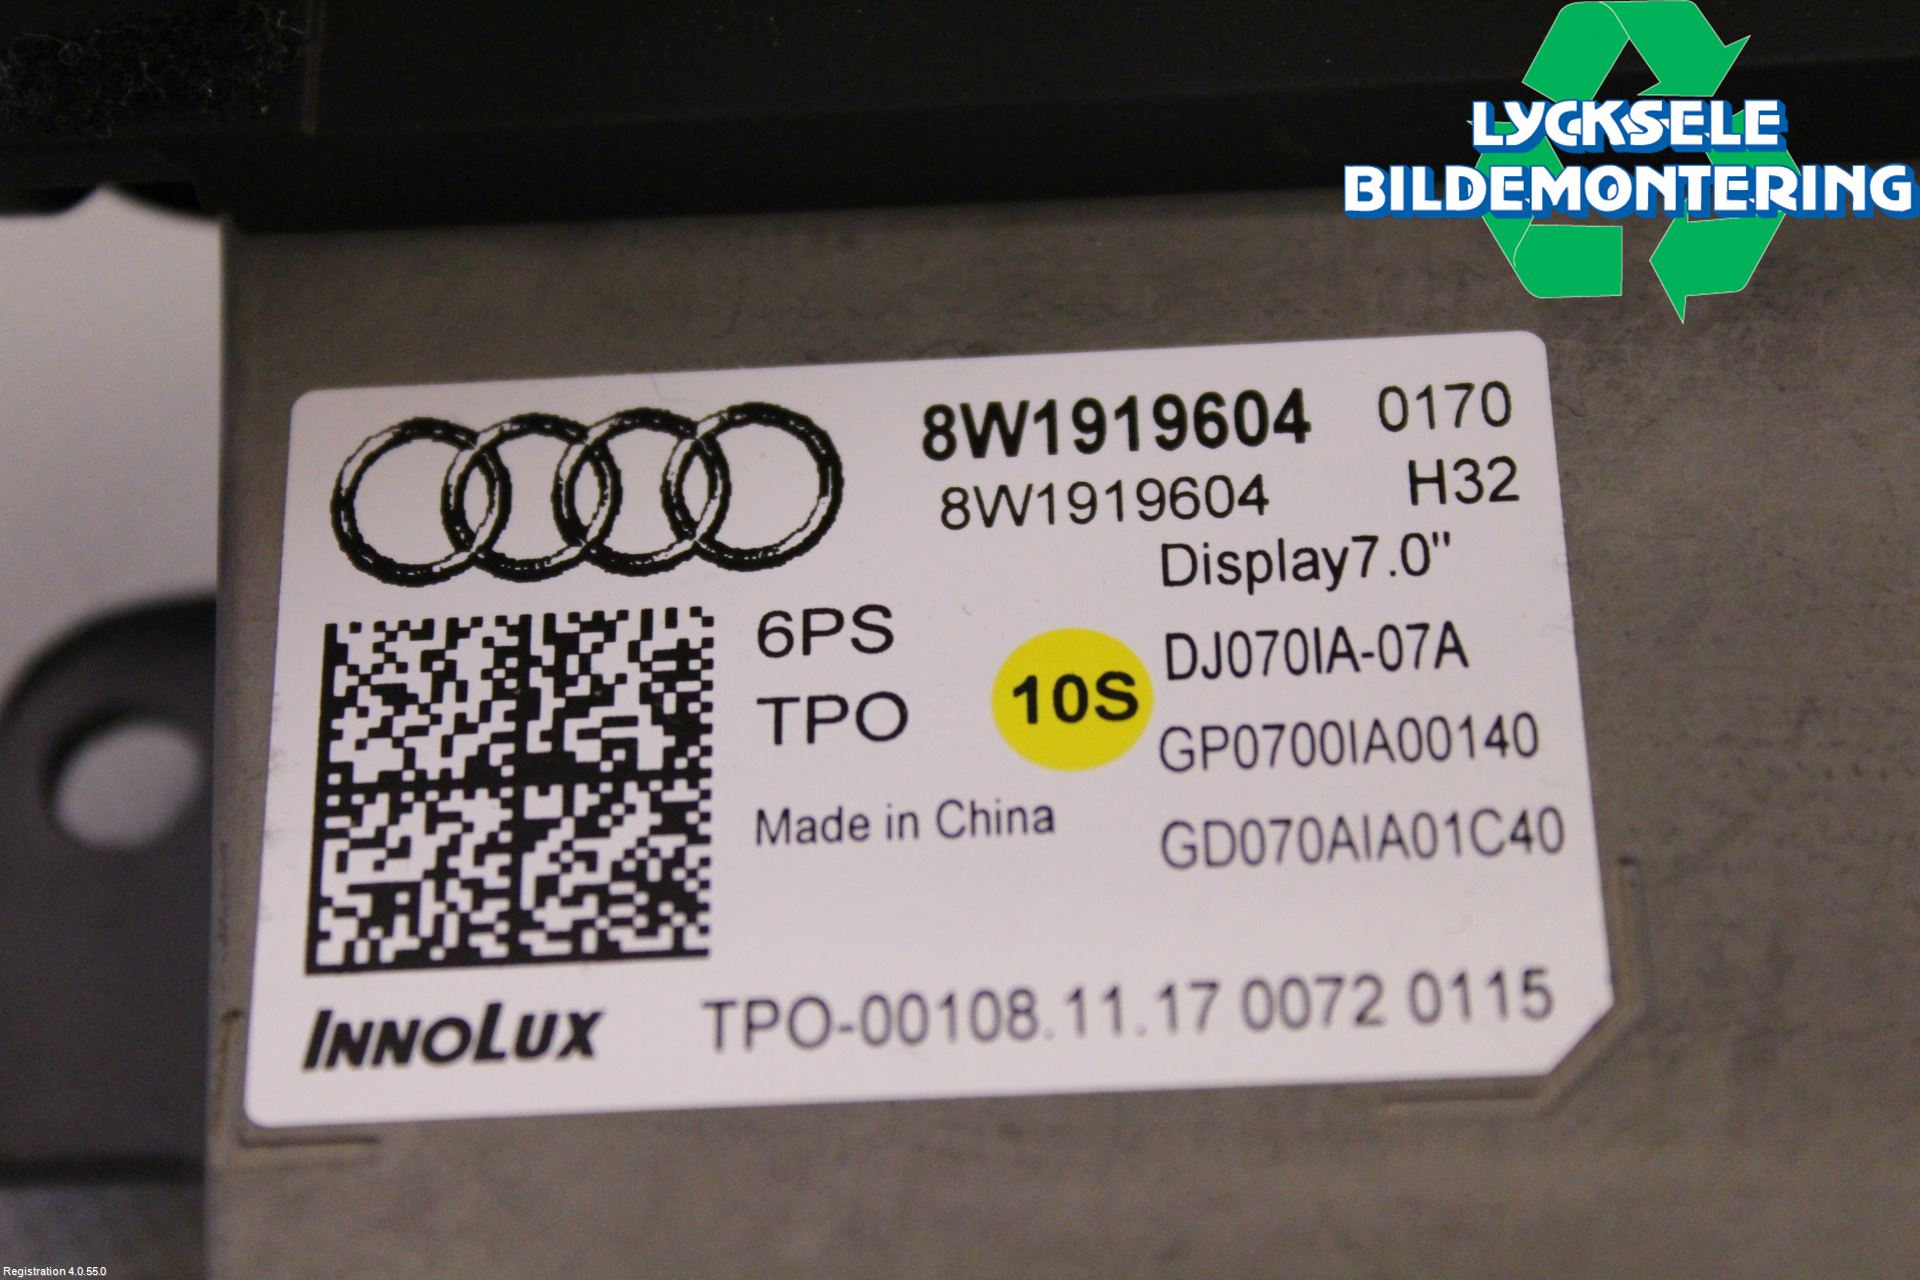 LYCKSELE
BILDEMONTERING
8W1919604 0170
8W1919604 H32
Display7.0"
6PS
10S
DJ070IA-07A
TPO
GP0700IA00140
Made in China
GD070AIA01C40
INNOLUX
TPO-00108.11.17 0072 0115
Registration 4.0.55.0